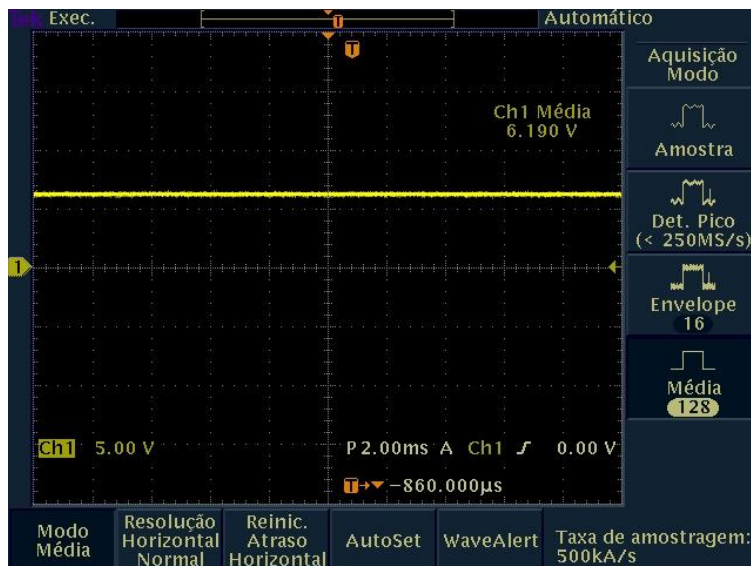 Tek Exec.
Automático
T
T
Ch1 Média
6.190 V
1
Ch1 5.00 V
P 2.00ms A Ch1 0.00 V
T -860.000µs
Aquisição
Modo
Amostra
Det. Pico
(< 250MS/s)
Envelope
16
Média
128
Modo
Média
Resolução
Horizontal
Normal
Reinic.
Atraso
Horizontal
AutoSet
WaveAlert
Taxa de amostragem:
500kA/s